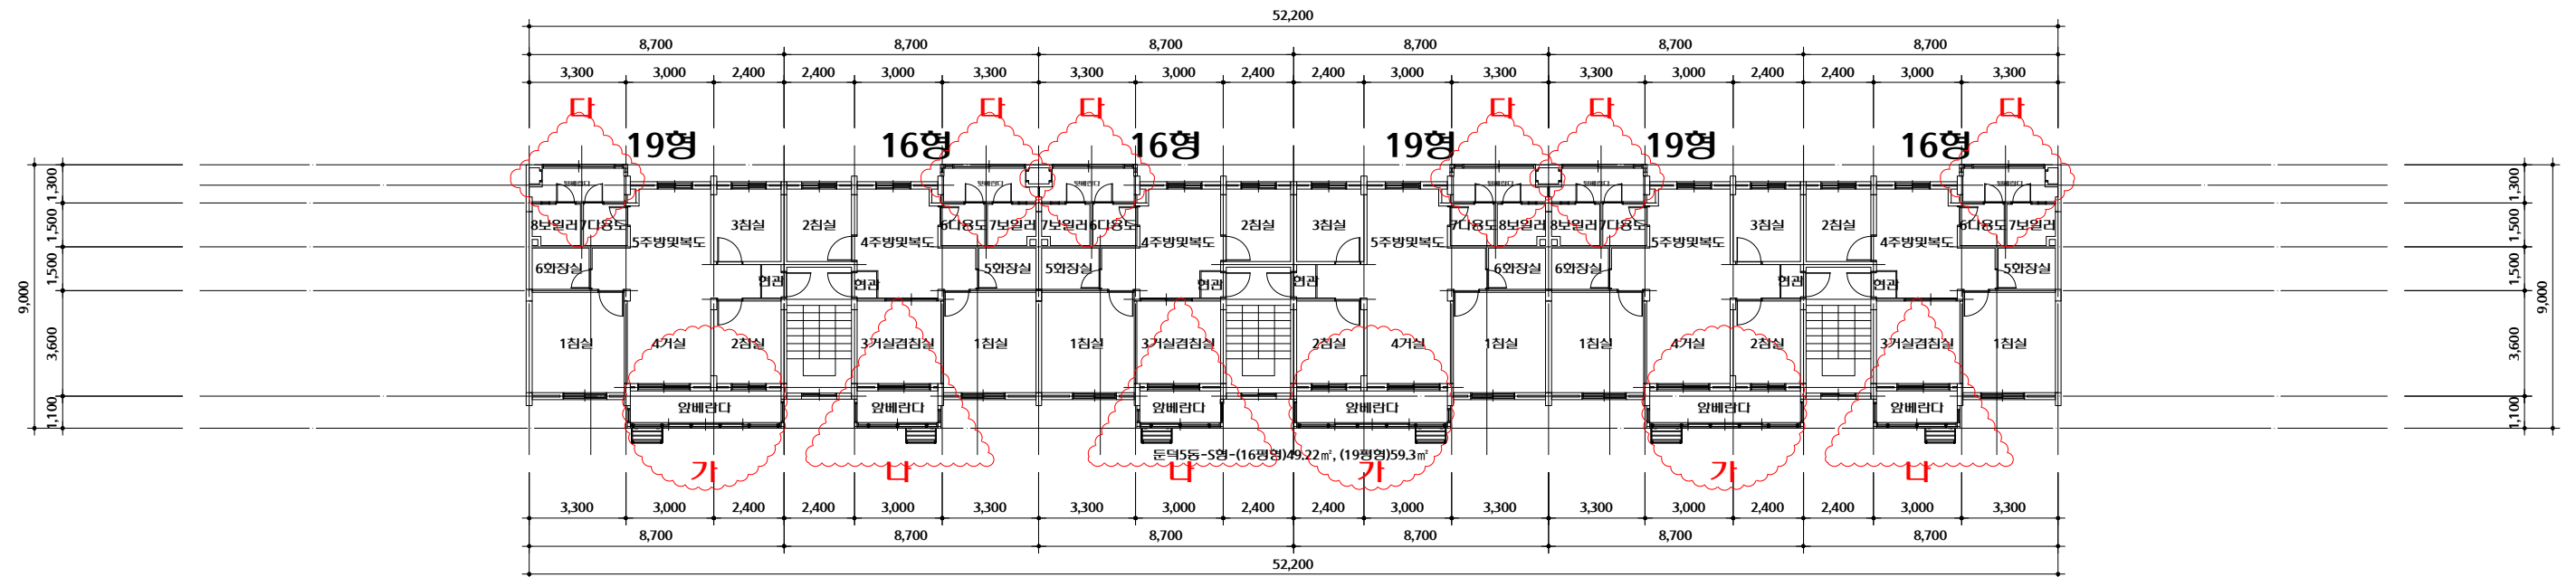 52,200
8,700 8,700 8,700 8,700 8,700 8,700
3,300 3,000 2,400 2,400 3,000 3,300 3,300 3,000 2,400 2,400 3,000 3,300 3,300 3,000 2,400 2,400 3,000 3,300
다 다 다 다 다 다
19형 16형 16형 19형 19형 16형
1,300 1,300
8보일러 7다용도 3침실 2침실 6다용도 7보일러 7보일러 6다용도 2침실 3침실 7다용도 8보일러 8보일러 7다용도 3침실 2침실 6다용도 7보일러
1,500 1,500
5주방및복도 4주방및복도 4주방및복도 5주방및복도 5주방및복도 4주방및복도
1,500 6화장실 5화장실 5화장실 6화장실 6화장실 5화장실 1,500
현관 현관 현관 현관 현관 현관
9,000 9,000
3,600 1침실 4거실 2침실 3거실겸침실 1침실 1침실 3거실겸침실 2침실 4거실 1침실 1침실 4거실 2침실 3거실겸침실 1침실 3,600
1,100 앞베란다 앞베란다 앞베란다 앞베란다 앞베란다 앞베란다 1,100
둔덕5동-S형-(16평형)49.22㎡, (19평형)59.3㎡
가 나 나 가 가 나
3,300 3,000 2,400 2,400 3,000 3,300 3,300 3,000 2,400 2,400 3,000 3,300 3,300 3,000 2,400 2,400 3,000 3,300
8,700 8,700 8,700 8,700 8,700 8,700
52,200